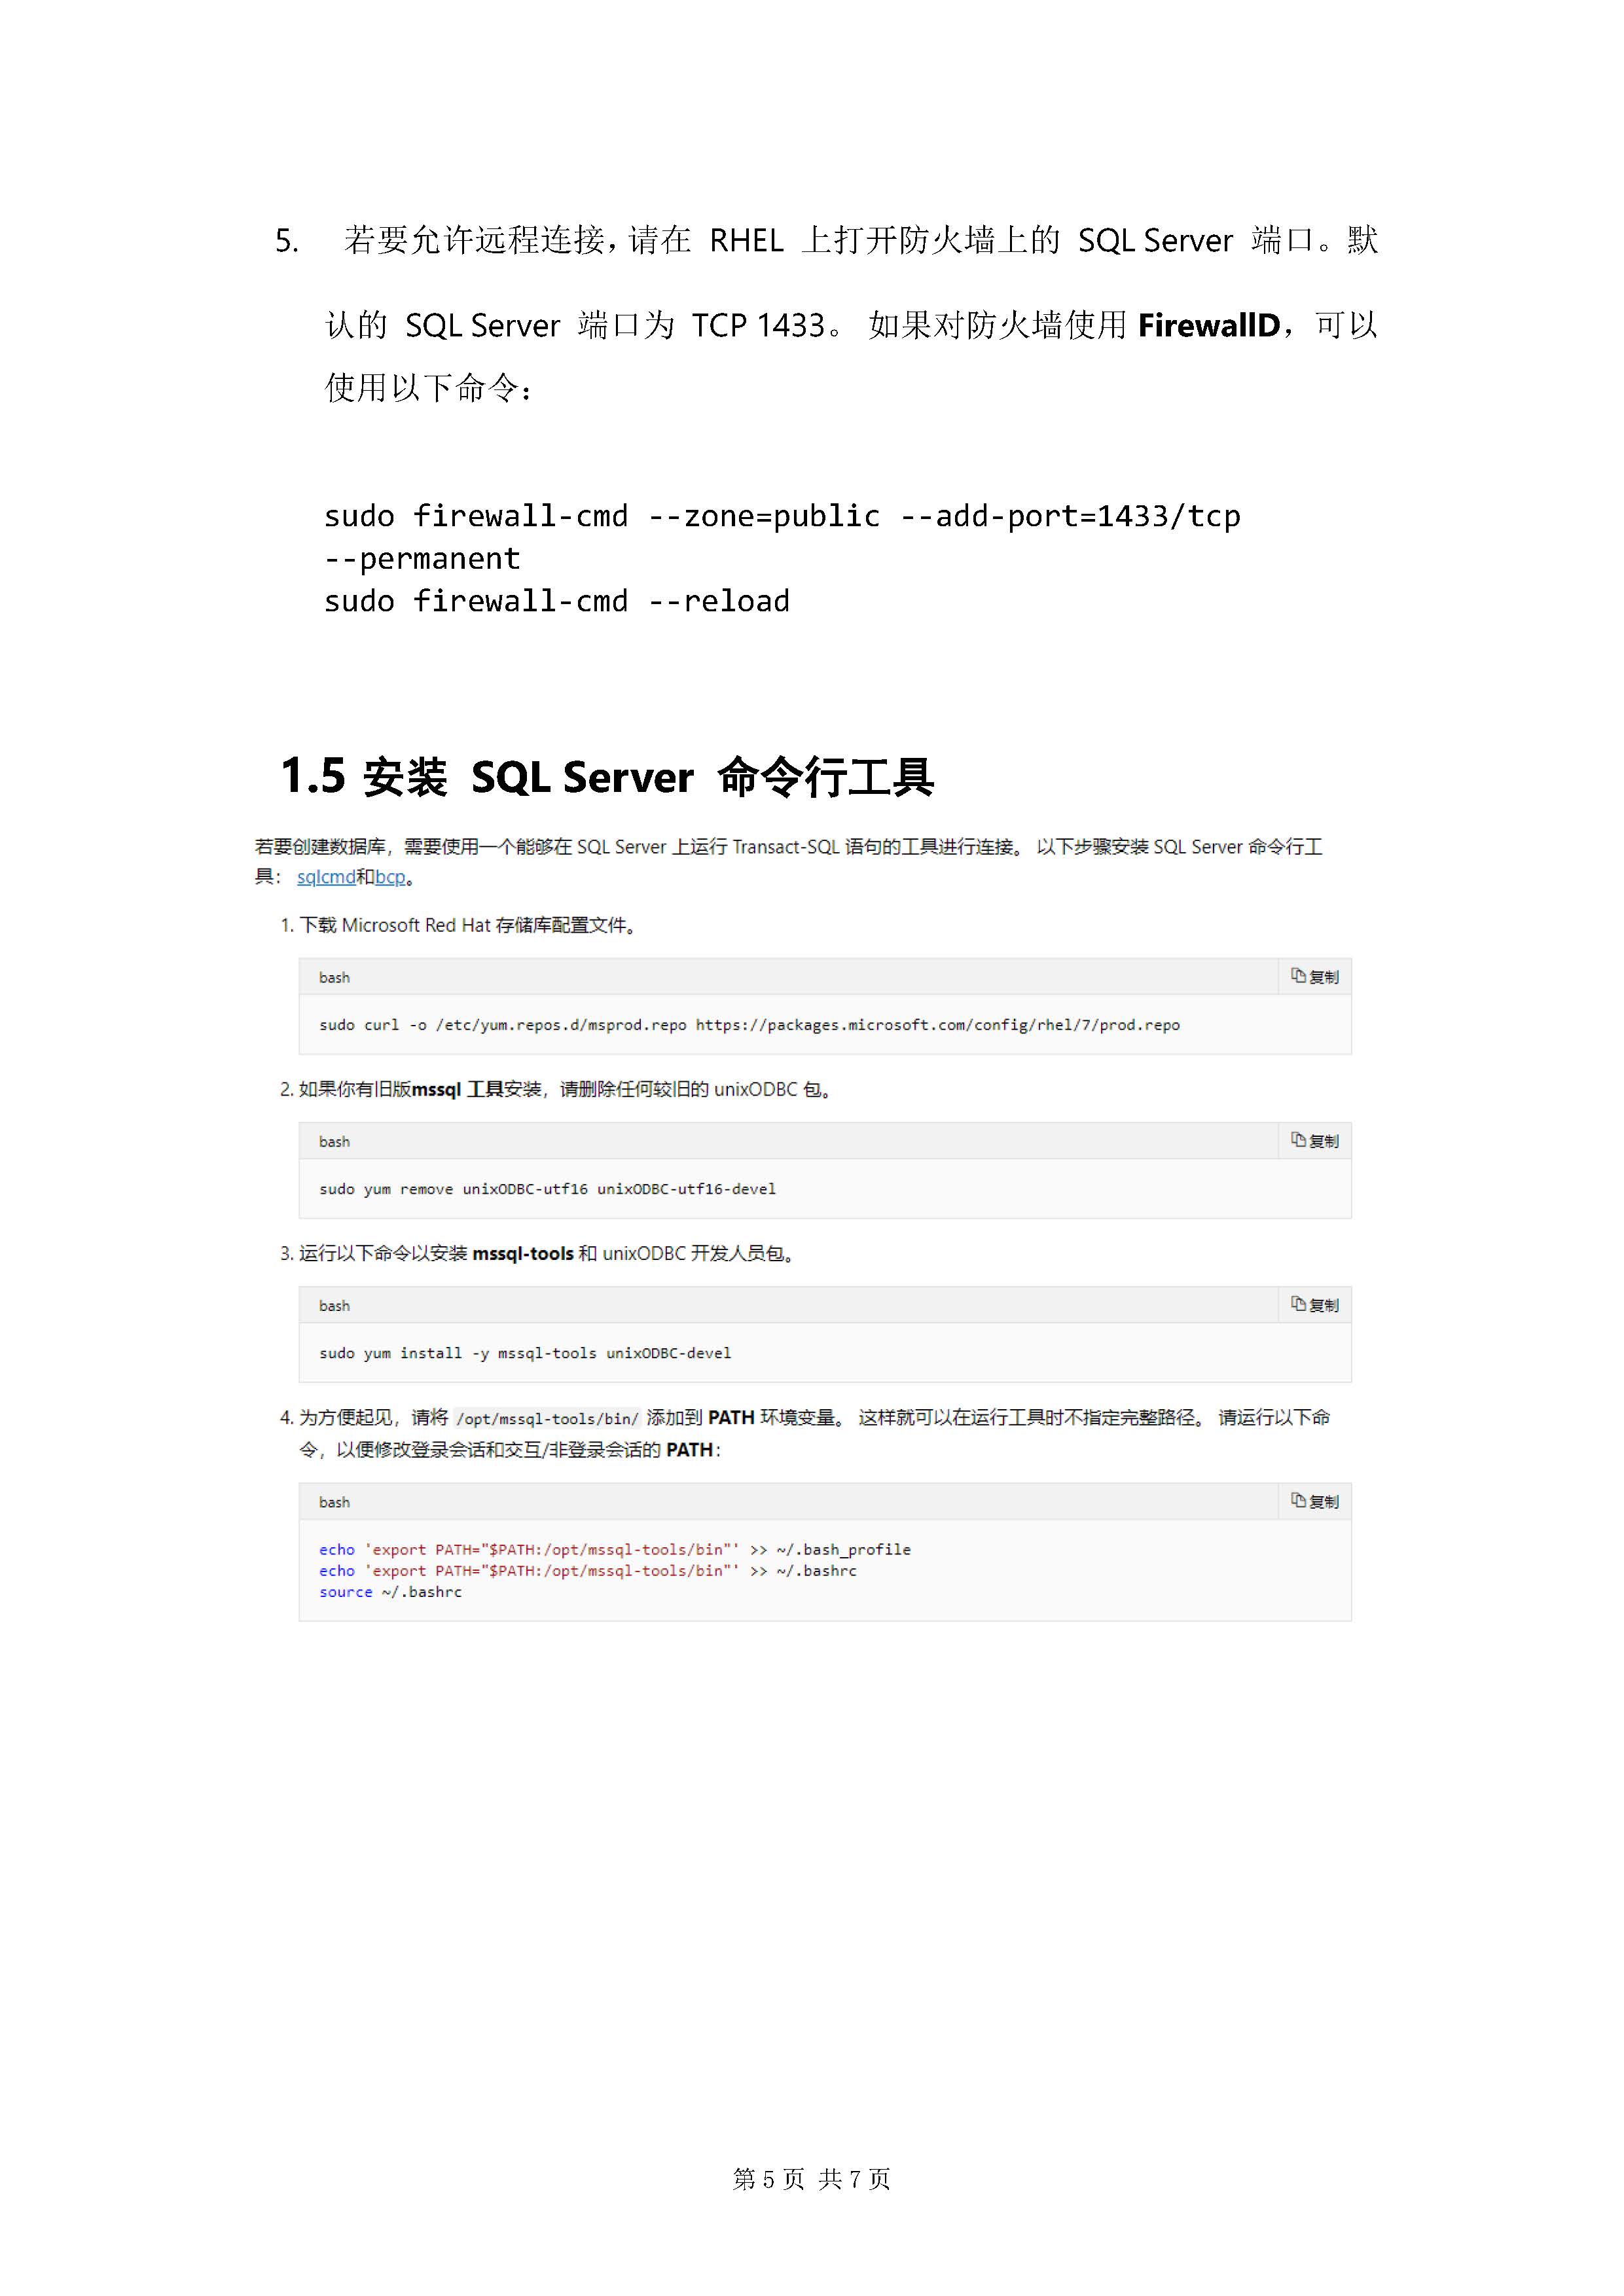 5. 若要允许远程连接，请在 RHEL 上打开防火墙上的 SQL Server 端口。默
认的 SQL Server 端口为 TCP 1433。 如果对防火墙使用 FirewallD，可以
使用以下命令：
sudo firewall-cmd --zone=public --add-port=1433/tcp
--permanent
sudo firewall-cmd --reload
1.5 安装 SQL Server 命令行工具
若要创建数据库，需要使用一个能够在 SQL Server 上运行 Transact-SQL 语句的工具进行连接。 以下步骤安装 SQL Server 命令行工
具： sqlcmd和bcp。
1. 下载 Microsoft Red Hat 存储库配置文件。
bash 复制
sudo curl -o /etc/yum.repos.d/msprod.repo https://packages.microsoft.com/config/rhel/7/prod.repo
2. 如果你有旧版mssql 工具安装，请删除任何较旧的 unixODBC 包。
bash 复制
sudo yum remove unixODBC-utf16 unixODBC-utf16-devel
3. 运行以下命令以安装 mssql-tools 和 unixODBC 开发人员包。
bash 复制
sudo yum install -y mssql-tools unixODBC-devel
4. 为方便起见，请将 /opt/mssql-tools/bin/ 添加到 PATH 环境变量。 这样就可以在运行工具时不指定完整路径。 请运行以下命
令，以便修改登录会话和交互/非登录会话的 PATH：
bash 复制
echo 'export PATH="$PATH:/opt/mssql-tools/bin"' >> ~/.bash_profile
echo 'export PATH="$PATH:/opt/mssql-tools/bin"' >> ~/.bashrc
source ~/.bashrc
第 5 页 共 7 页